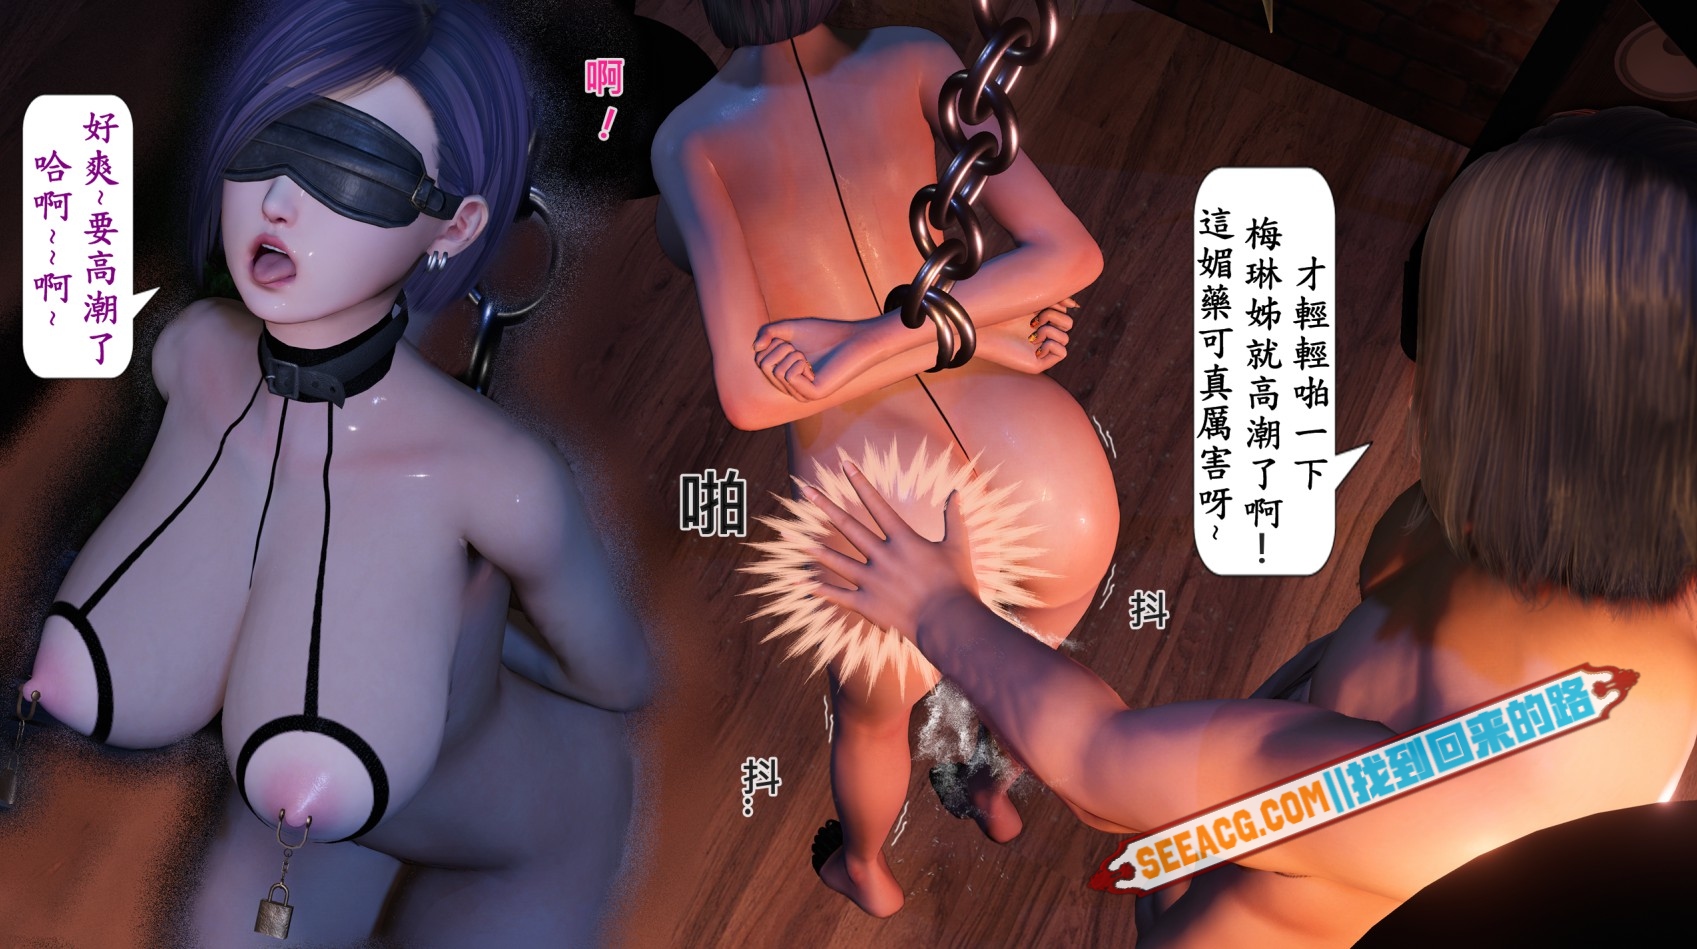 好爽~要高潮了
哈啊~~啊~
啊!
啪
才輕輕啪一下
梅琳姊就高潮了啊!
這媚藥可真厲害呀~
抖
抖..
SEEACG.COM||找到回来的路